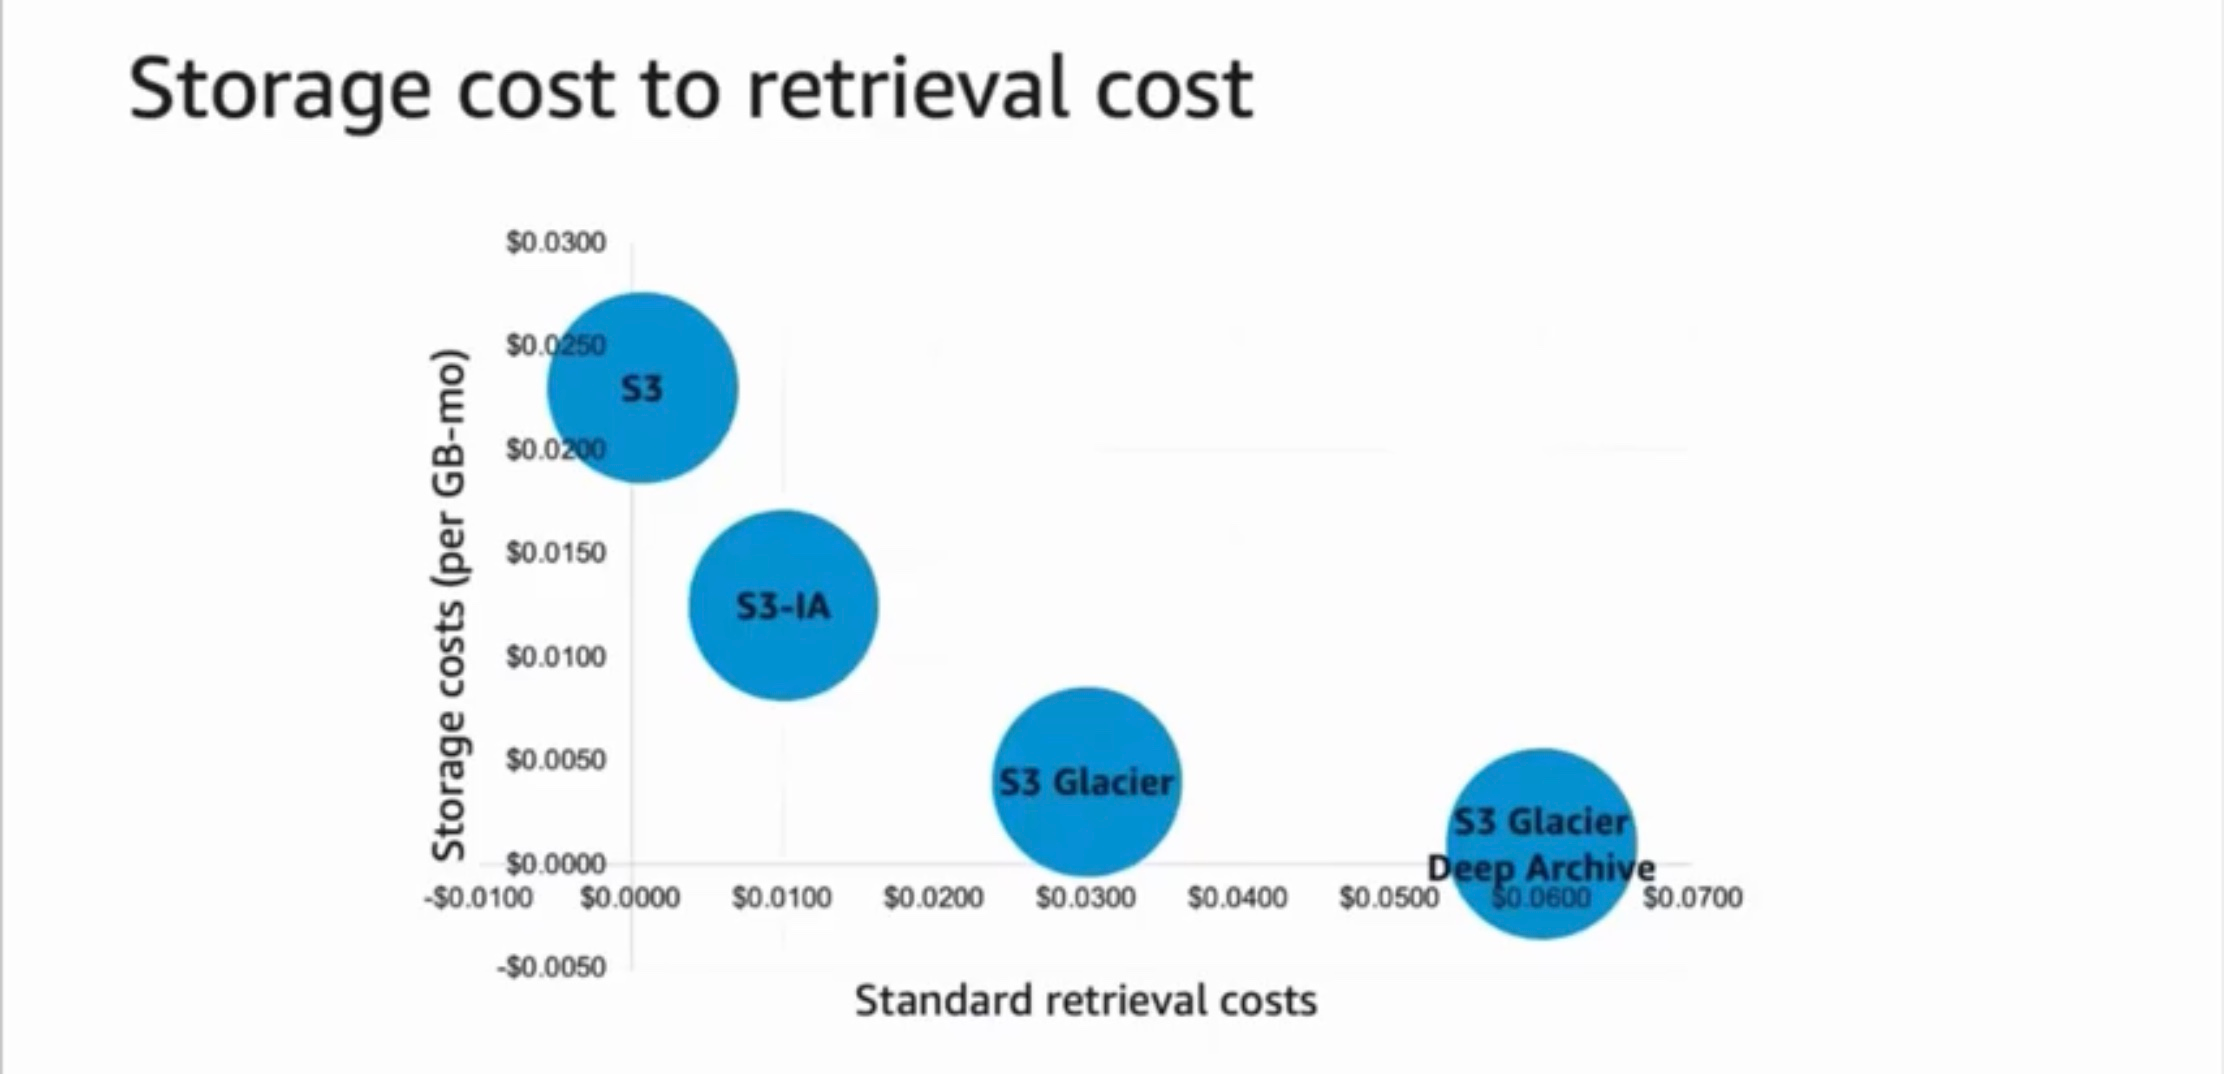 Storage cost to retrieval cost
Storage costs (per GB-mo)
$0.0300
$0.0250
S3
$0.0200
$0.0150
S3-IA
$0.0100
$0.0050
S3 Glacier
S3 Glacier
Deep Archive
$0.0000
-$0.0100 $0.0000 $0.0100 $0.0200 $0.0300 $0.0400 $0.0500 $0.0600 $0.0700
-$0.0050
Standard retrieval costs